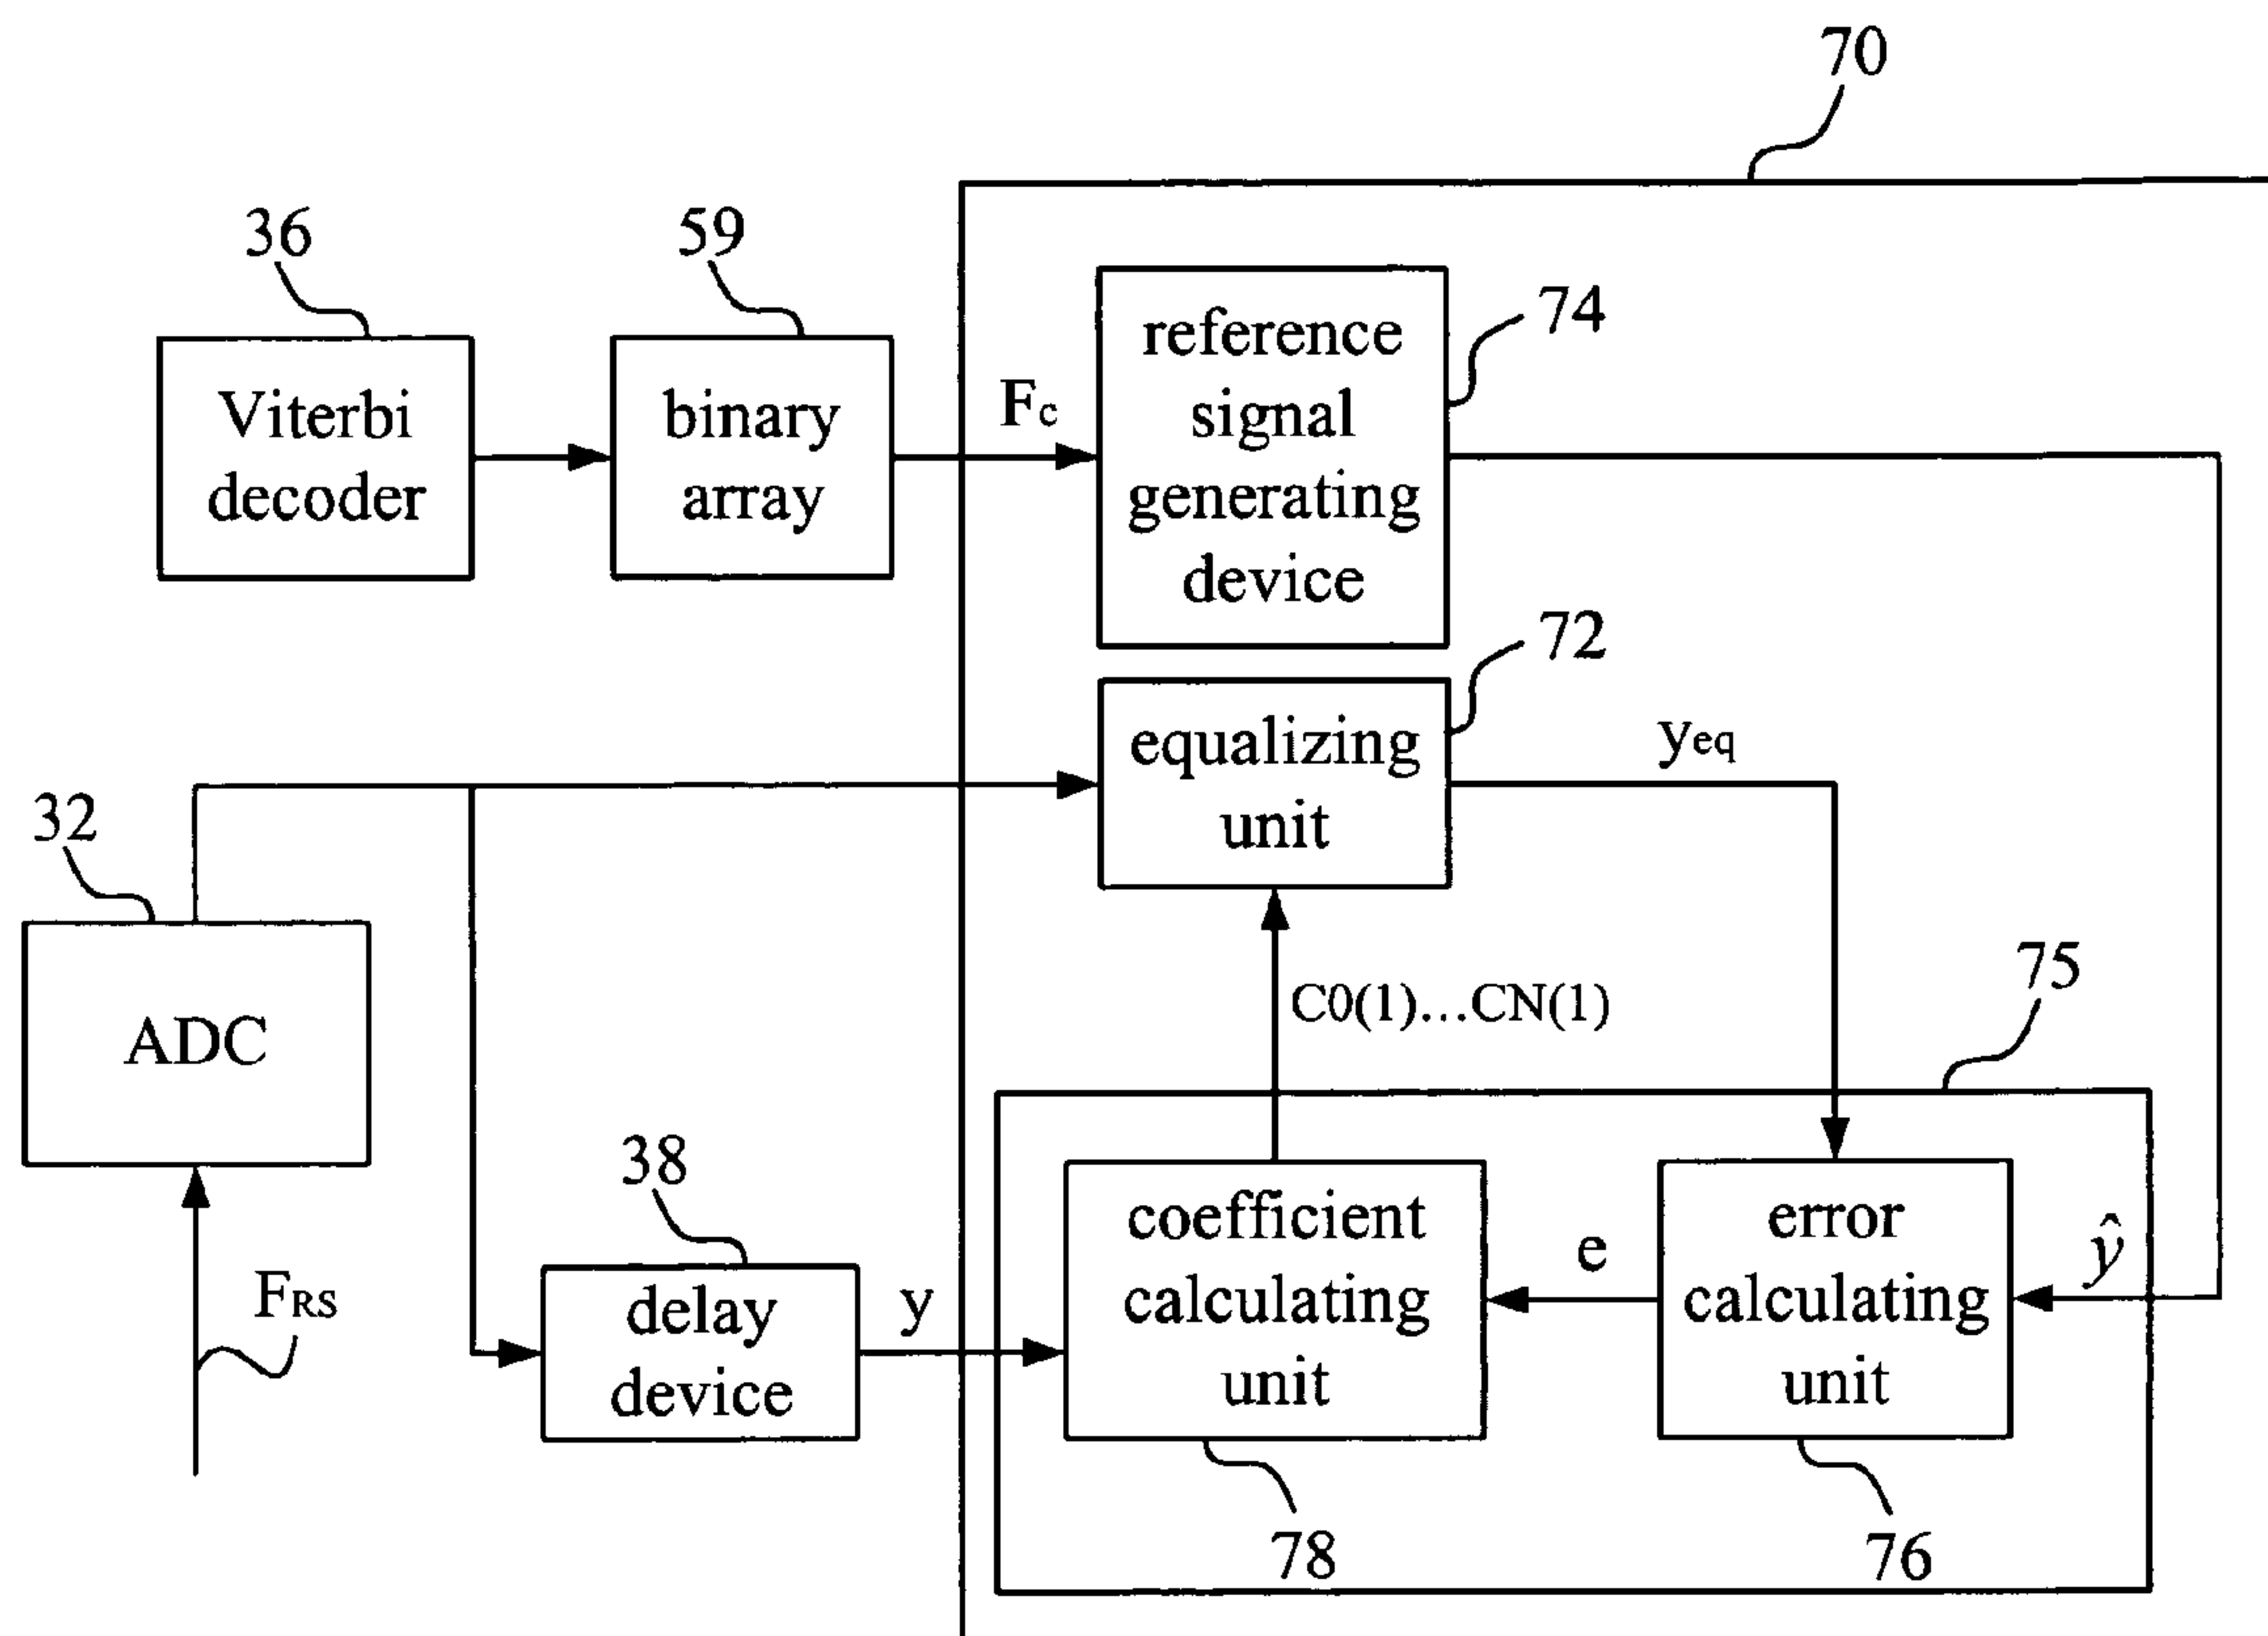 70
36
59
74
Viterbi
decoder
binary
array
Fc
reference
signal
generating
device
72
equalizing
unit
yeq
32
ADC
C0(1)...CN(1)
75
38
FRS
delay
device
y
coefficient
calculating
unit
e
error
calculating
unit
ŷ
78
76